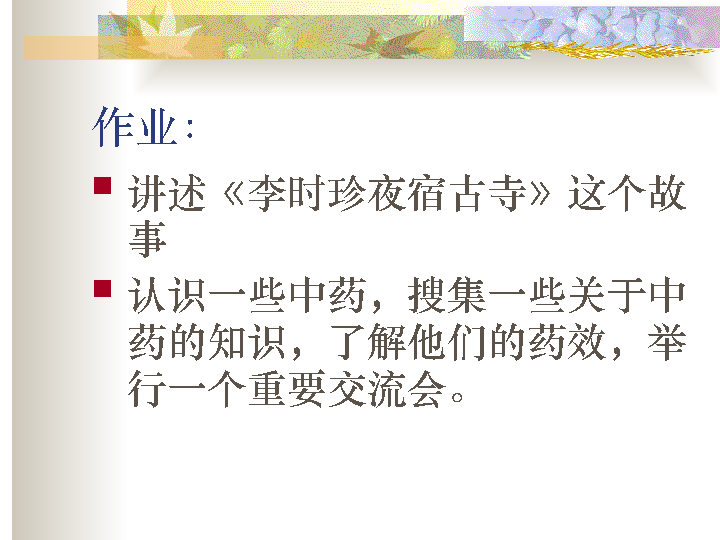 作业：
讲述《李时珍夜宿古寺》这个故
事
认识一些中药，搜集一些关于中
药的知识，了解他们的药效，举
行一个重要交流会。